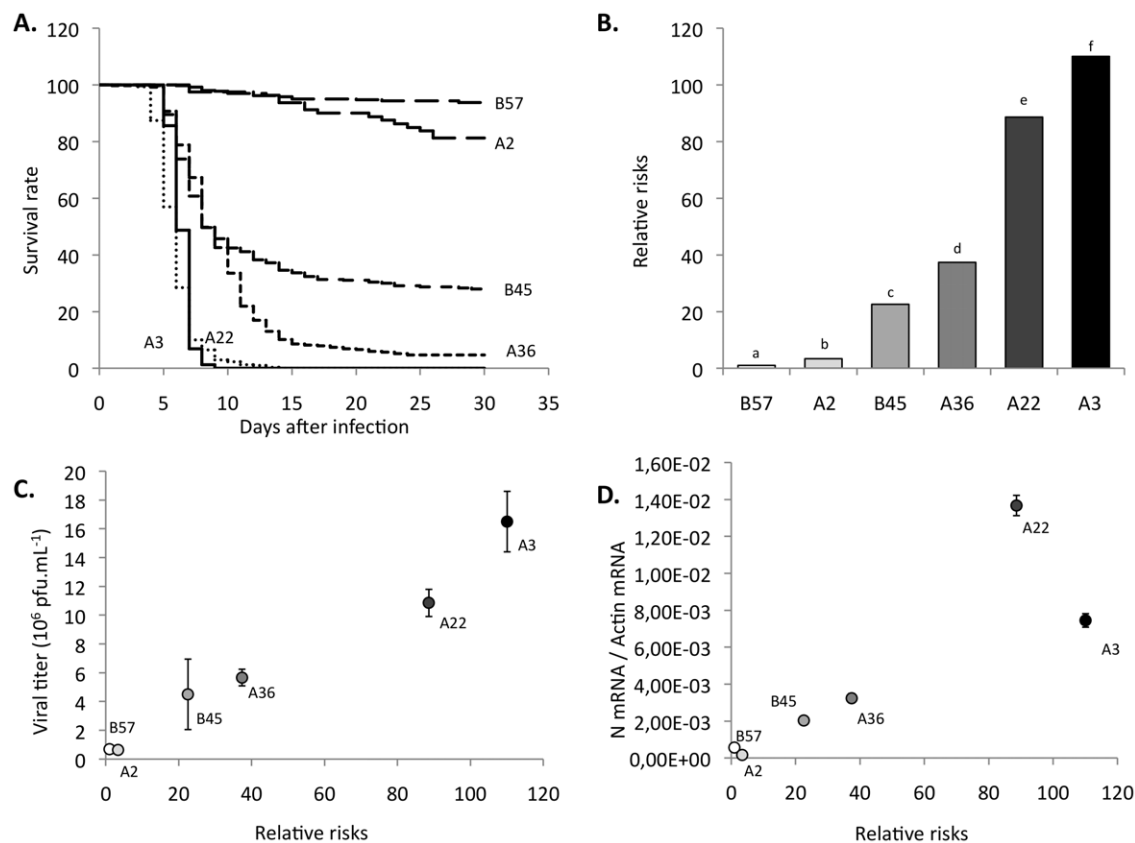 A.
120
100
80
60
40
20
0
Survival rate
B57
A2
B45
A36
A3
A22
0 5 10 15 20 25 30 35
Days after infection
B.
120
100
80
60
40
20
0
Relative risks
a
b
c
d
e
f
B57 A2 B45 A36 A22 A3
C.
20
18
16
14
12
10
8
6
4
2
0
Viral titer (10⁶ pfu.mL⁻¹)
A3
A22
A36
B45
B57
A2
0 20 40 60 80 100 120
Relative risks
D.
1,60E-02
1,40E-02
1,20E-02
1,00E-02
8,00E-03
6,00E-03
4,00E-03
2,00E-03
0,00E+00
N mRNA / Actin mRNA
A22
A3
B45
A36
B57
A2
0 20 40 60 80 100 120
Relative risks